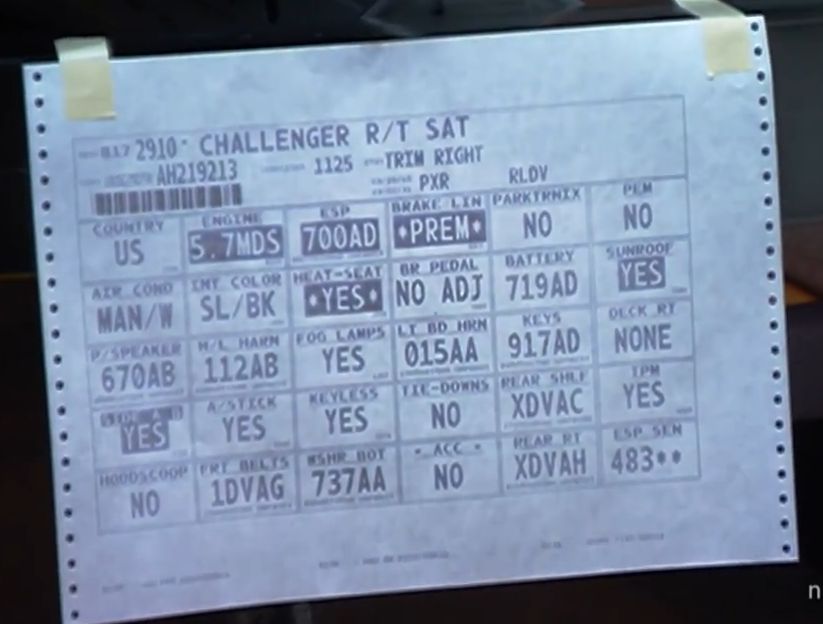 817 2910 CHALLENGER R/T SAT
AH219213 1125 TRIM RIGHT
PXR RLDV
COUNTRY ENGINE ESP BRAKE LIN PARKTRNIX PEM
US 5.7MDS 700AD *PREM* NO NO
AIR COND INT COLOR HEAT-SEAT BR PEDAL BATTERY SUNROOF
MAN/W SL/BK *YES* NO ADJ 719AD YES
P/SPEAKER H/L HARN FOG LAMPS LT BD HRN KEYS DECK RT
670AB 112AB YES 015AA 917AD NONE
A/STICK KEYLESS TIE-DOWNS REAR SHLF TPM
YES YES YES NO XDVAC YES
HOODSCOOP FRT BELTS WSHR BOT * ACC * REAR RT ESP SEN
NO 1DVAG 737AA NO XDVAH 483**
n